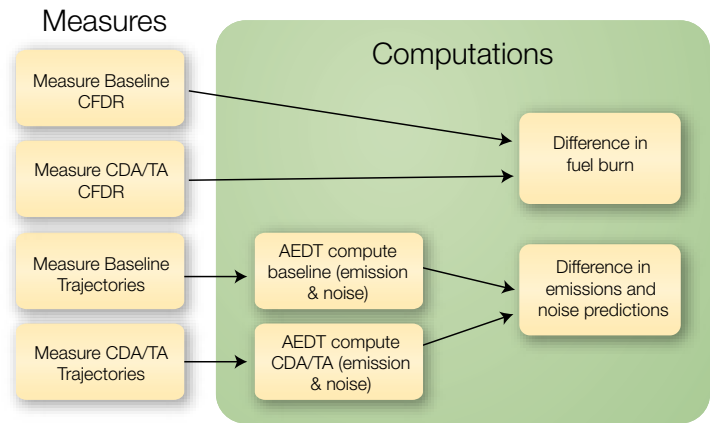 Measures
Computations
Measure Baseline
CFDR
Measure CDA/TA
CFDR
Difference in
fuel burn
Measure Baseline
Trajectories
AEDT compute
baseline (emission
& noise)
Difference in
emissions and
noise predictions
Measure CDA/TA
Trajectories
AEDT compute
CDA/TA (emission
& noise)